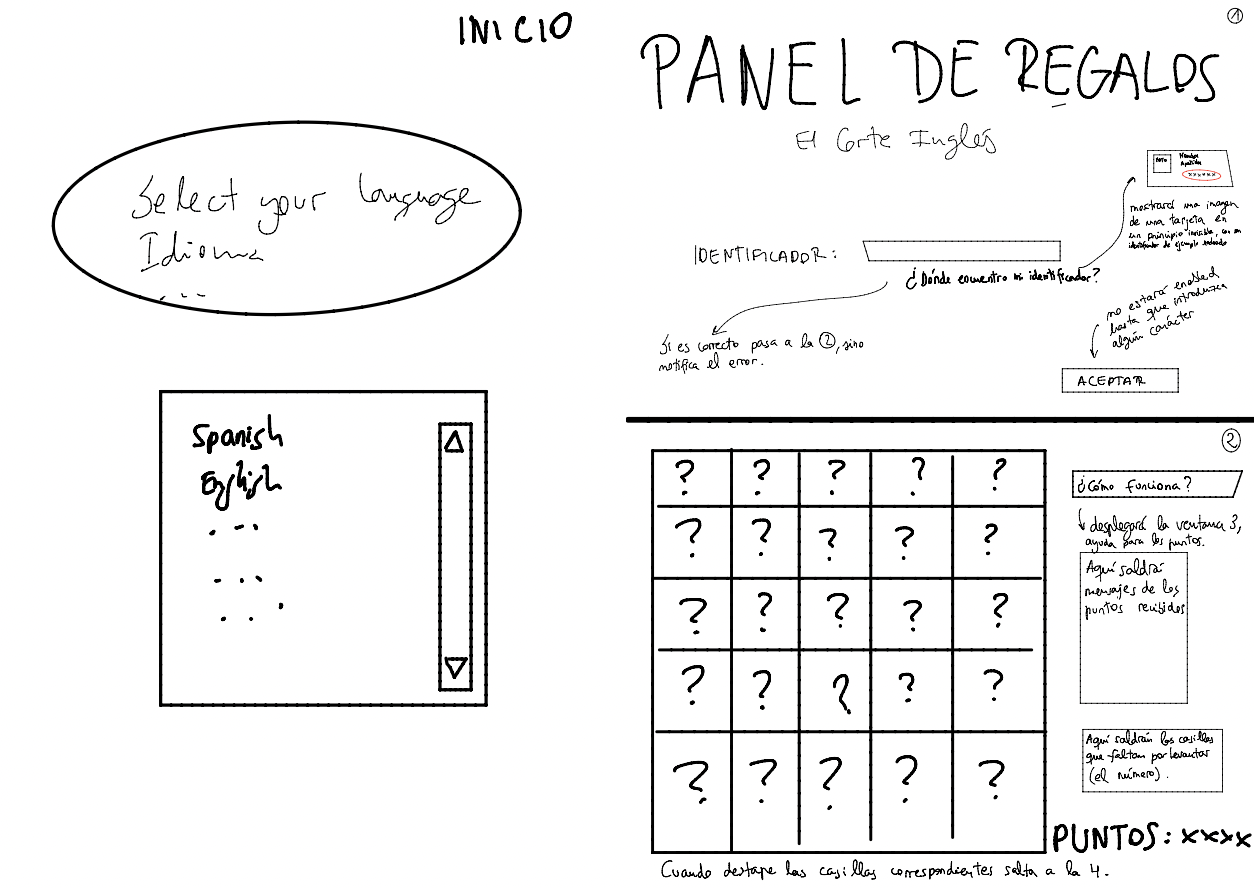 INICIO
Select your language
Idioma
...
Spanish
English
...
...
...
1
PANEL DE REGALOS
El Corte Inglés
FOTO
Nombre
Apellidos
xxxxxx
mostrará una imagen
de una tarjeta en
un principio invisible, con un
identificador de ejemplo rodeado
IDENTIFICADOR:
¿Dónde encuentro mi identificador?
no estará enabled
hasta que introduzca
algún carácter
Si es correcto pasa a la 2, sino
notifica el error.
ACEPTAR
2
? ? ? ? ?
? ? ? ? ?
? ? ? ? ?
? ? ? ? ?
? ? ? ? ?
¿Cómo funciona?
desplegará la ventana 3,
ayuda para los puntos.
Aquí saldrán
mensajes de los
puntos recibidos
Aquí saldrán las casillas
que faltan por levantar
(el número).
PUNTOS: xxxx
Cuando destape las casillas correspondientes salta a la 4.